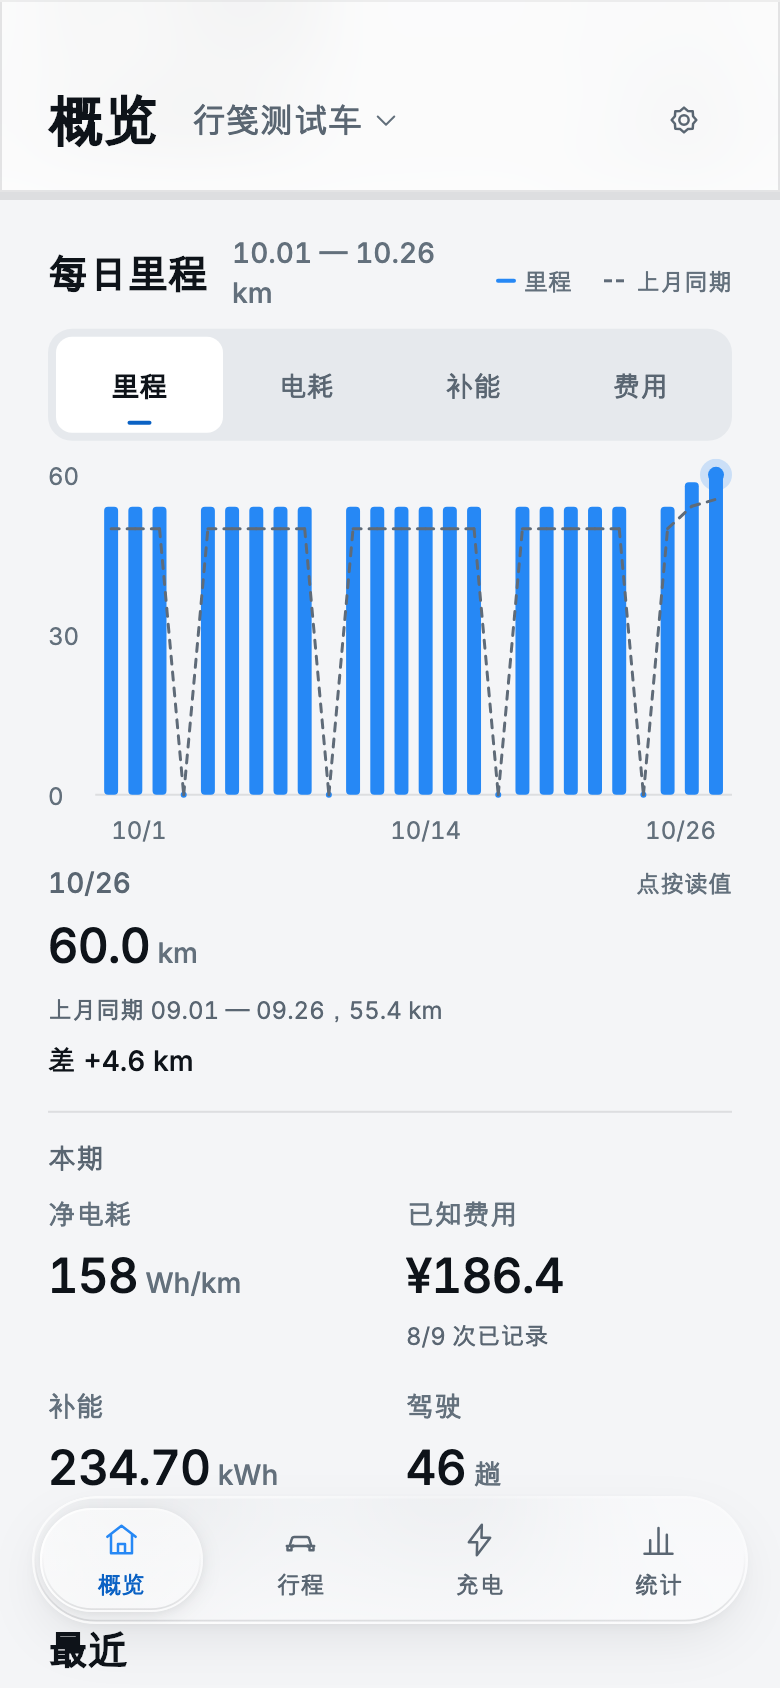 概览 行笺测试车
每日里程 10.01 — 10.26 km
里程 上月同期
里程 电耗 补能 费用
60
30
0
10/1 10/14 10/26
10/26 点按读值
60.0 km
上月同期 09.01 — 09.26，55.4 km
差 +4.6 km
本期
净电耗 已知费用
158 Wh/km ¥186.4
8/9 次已记录
补能 驾驶
234.70 kWh 46 趟
概览 行程 充电 统计
最近